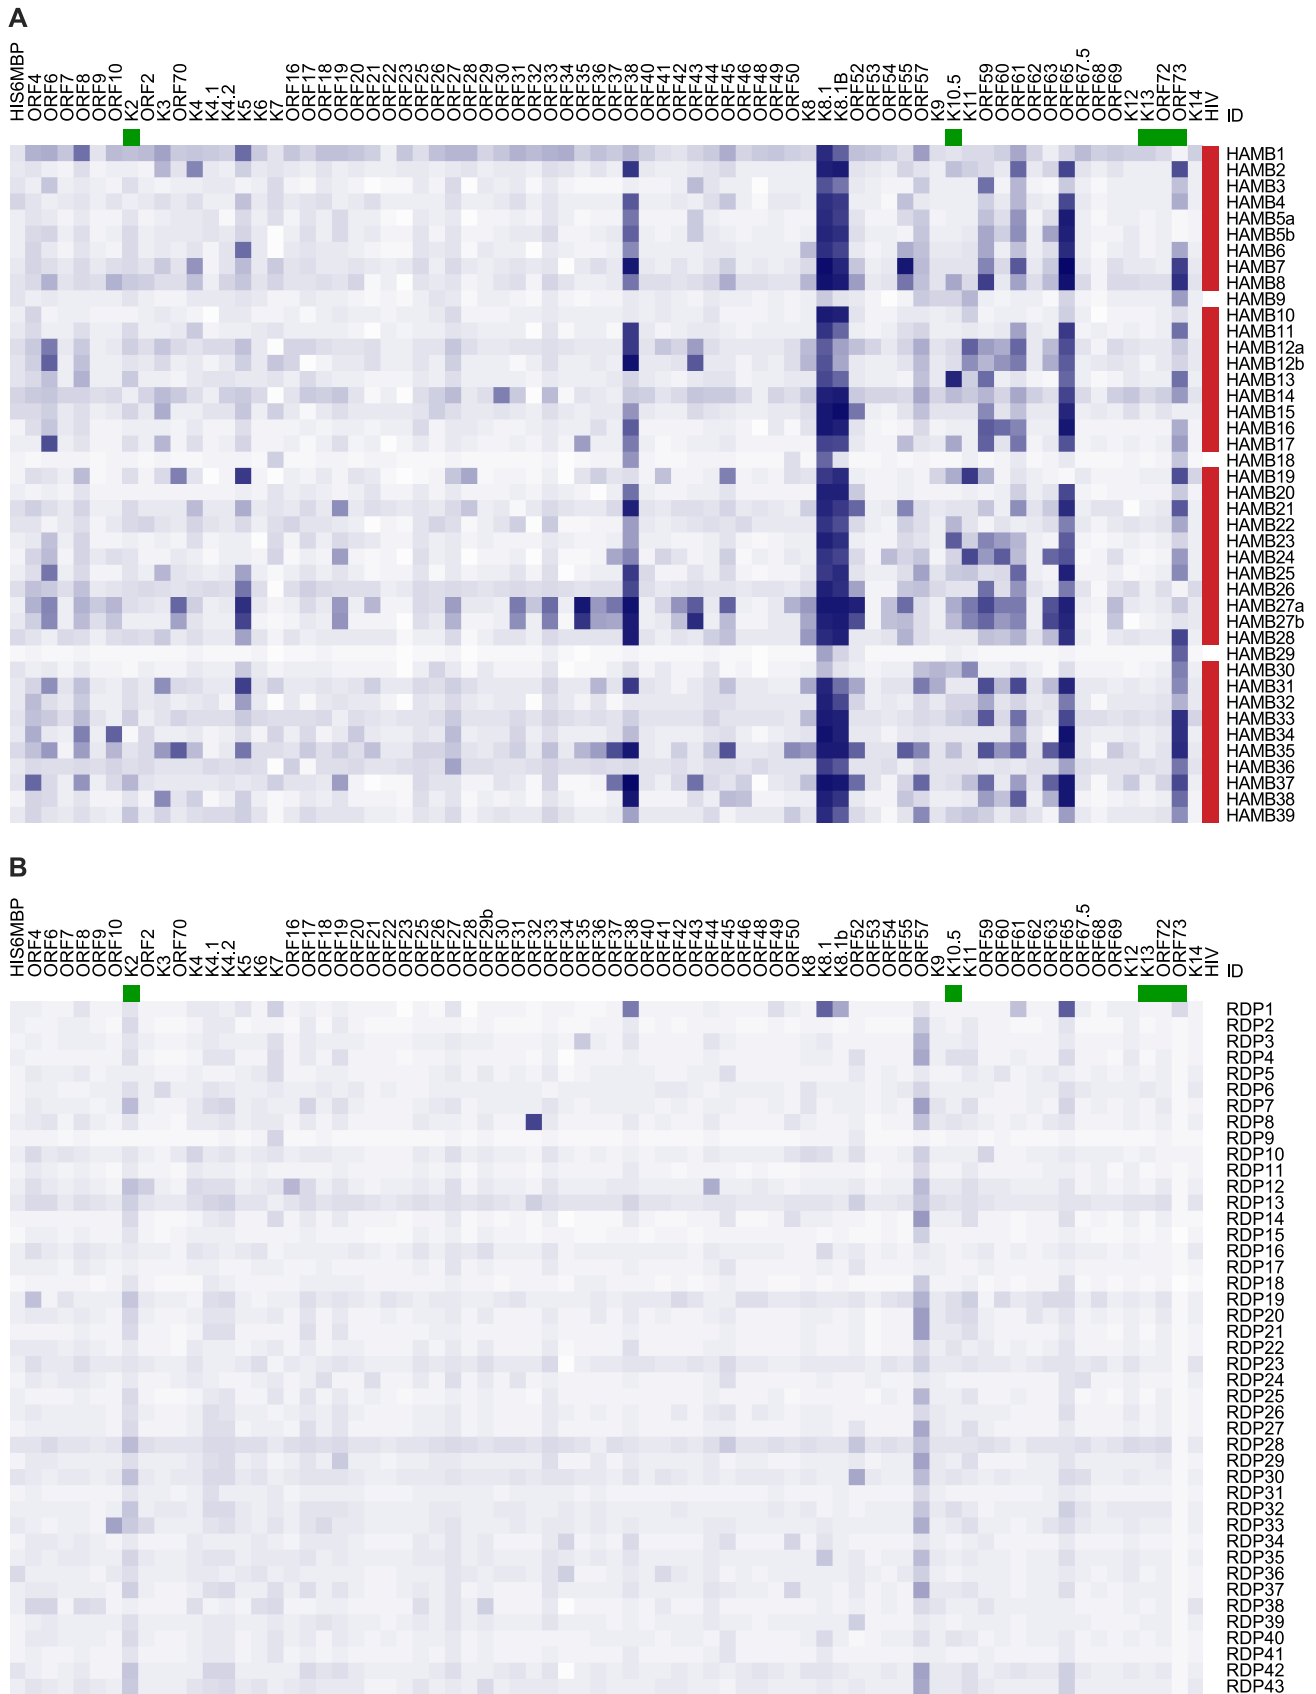 A
HIS6MBP ORF4 ORF6 ORF7 ORF8 ORF9 ORF10 K2 ORF2 K3 ORF70 K4 K4.1 K4.2 K5 K6 K7 ORF16 ORF17 ORF18 ORF19 ORF20 ORF21 ORF22 ORF23 ORF25 ORF26 ORF27 ORF28 ORF29 ORF30 ORF31 ORF32 ORF33 ORF34 ORF35 ORF36 ORF37 ORF38 ORF40 ORF41 ORF42 ORF43 ORF44 ORF45 ORF46 ORF48 ORF49 ORF50 K8 K8.1 K8.1B ORF52 ORF53 ORF54 ORF55 ORF57 K9 K10.5 K11 ORF59 ORF60 ORF61 ORF62 ORF63 ORF65 ORF67.5 ORF68 ORF69 K12 K13 ORF72 ORF73 K14 HIV ID
HAMB1
HAMB2
HAMB3
HAMB4
HAMB5a
HAMB5b
HAMB6
HAMB7
HAMB8
HAMB9
HAMB10
HAMB11
HAMB12a
HAMB12b
HAMB13
HAMB14
HAMB15
HAMB16
HAMB17
HAMB18
HAMB19
HAMB20
HAMB21
HAMB22
HAMB23
HAMB24
HAMB25
HAMB26
HAMB27a
HAMB27b
HAMB28
HAMB29
HAMB30
HAMB31
HAMB32
HAMB33
HAMB34
HAMB35
HAMB36
HAMB37
HAMB38
HAMB39
B
HIS6MBP ORF4 ORF6 ORF7 ORF8 ORF9 ORF10 K2 ORF2 K3 ORF70 K4 K4.1 K4.2 K5 K6 K7 ORF16 ORF17 ORF18 ORF19 ORF20 ORF21 ORF22 ORF23 ORF25 ORF26 ORF27 ORF28 ORF29b ORF30 ORF31 ORF32 ORF33 ORF34 ORF35 ORF36 ORF37 ORF38 ORF40 ORF41 ORF42 ORF43 ORF44 ORF45 ORF46 ORF48 ORF49 ORF50 K8 K8.1 K8.1b ORF52 ORF53 ORF54 ORF55 ORF57 K9 K10.5 K11 ORF59 ORF60 ORF61 ORF62 ORF63 ORF65 ORF67.5 ORF68 ORF69 K12 K13 ORF72 ORF73 K14 HIV ID
RDP1
RDP2
RDP3
RDP4
RDP5
RDP6
RDP7
RDP8
RDP9
RDP10
RDP11
RDP12
RDP13
RDP14
RDP15
RDP16
RDP17
RDP18
RDP19
RDP20
RDP21
RDP22
RDP23
RDP24
RDP25
RDP26
RDP27
RDP28
RDP29
RDP30
RDP31
RDP32
RDP33
RDP34
RDP35
RDP36
RDP37
RDP38
RDP39
RDP40
RDP41
RDP42
RDP43